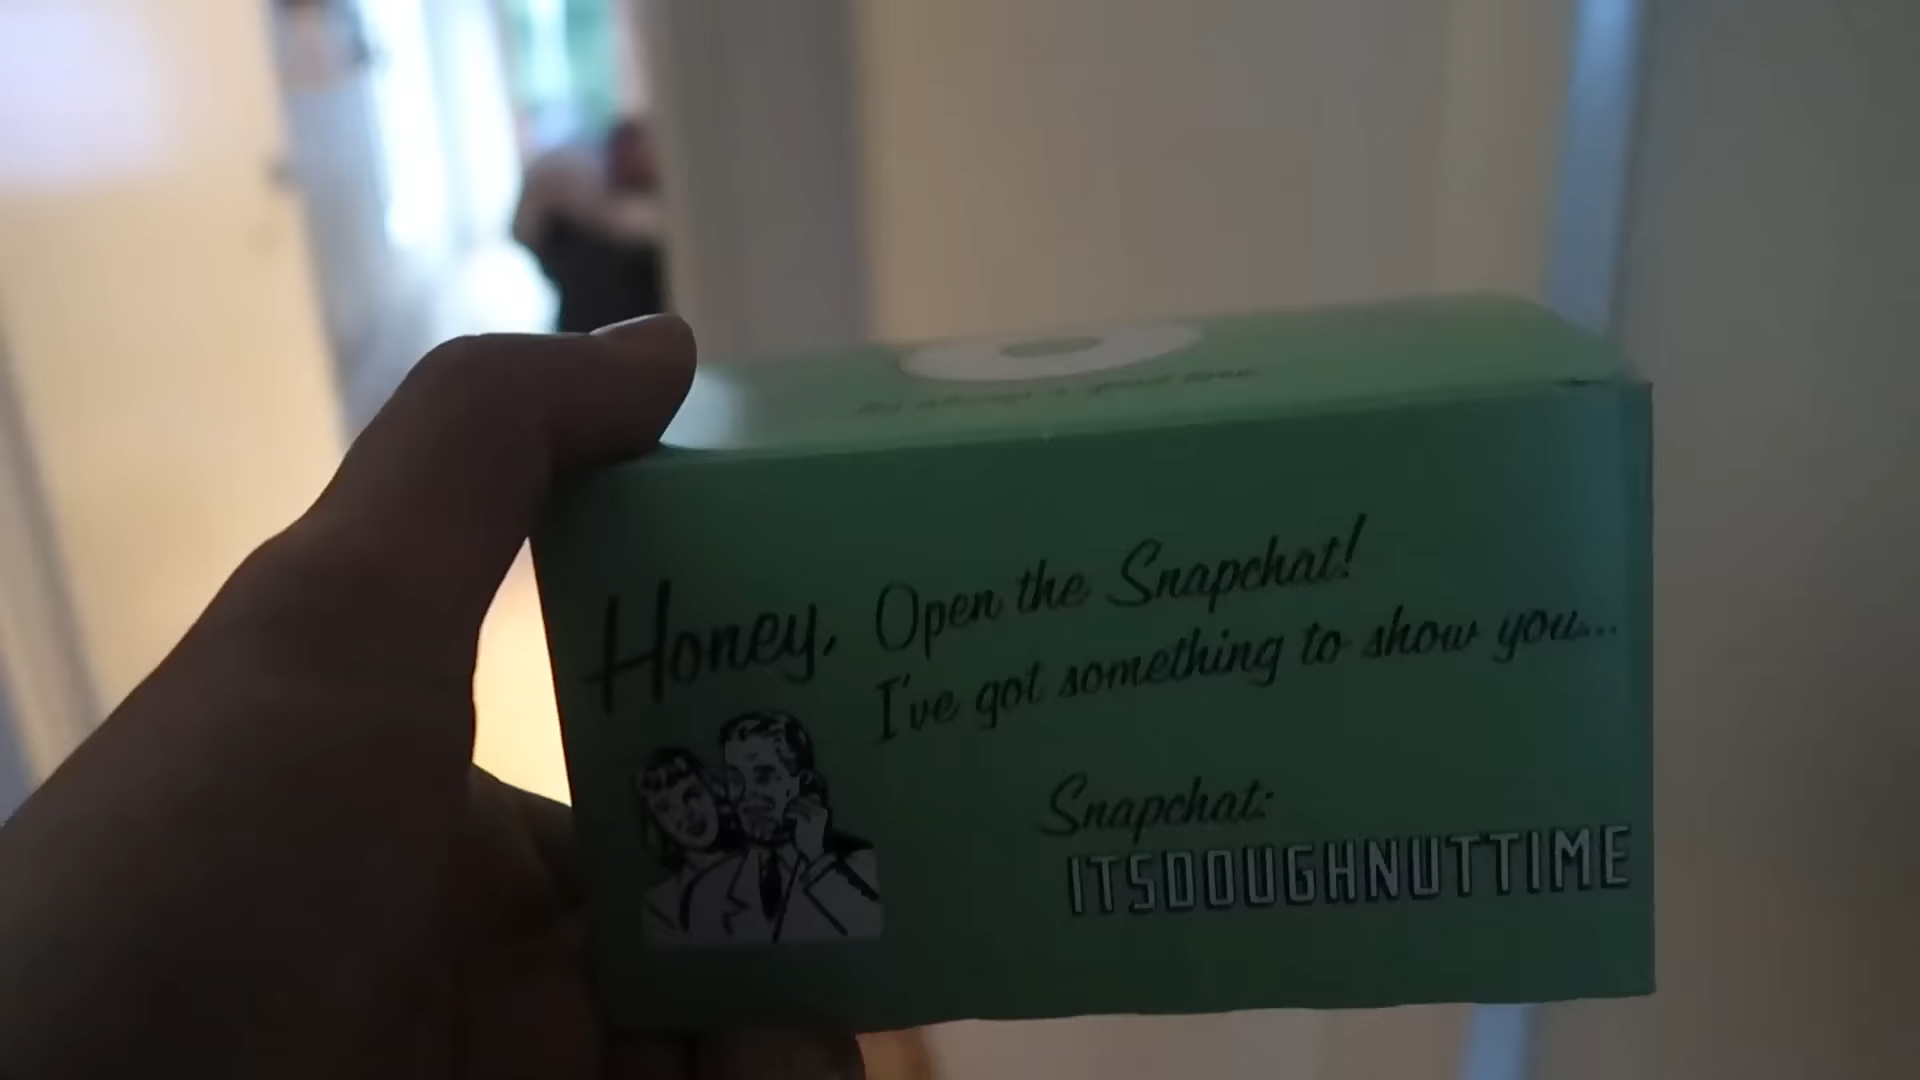 Honey, Open the Snapchat!
I've got something to show you...
Snapchat:
ITSDOUGHNUTTIME